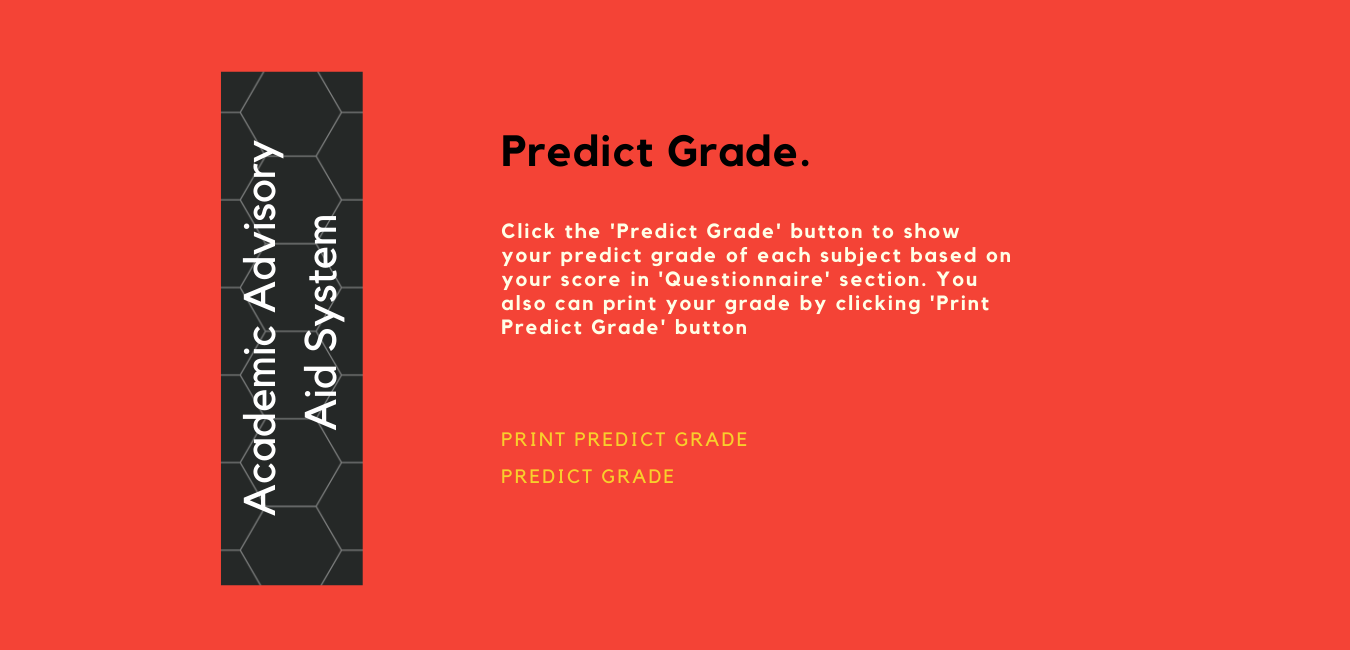 Academic Advisory
Aid System
Predict Grade.
Click the 'Predict Grade' button to show
your predict grade of each subject based on
your score in 'Questionnaire' section. You
also can print your grade by clicking 'Print
Predict Grade' button
PRINT PREDICT GRADE
PREDICT GRADE